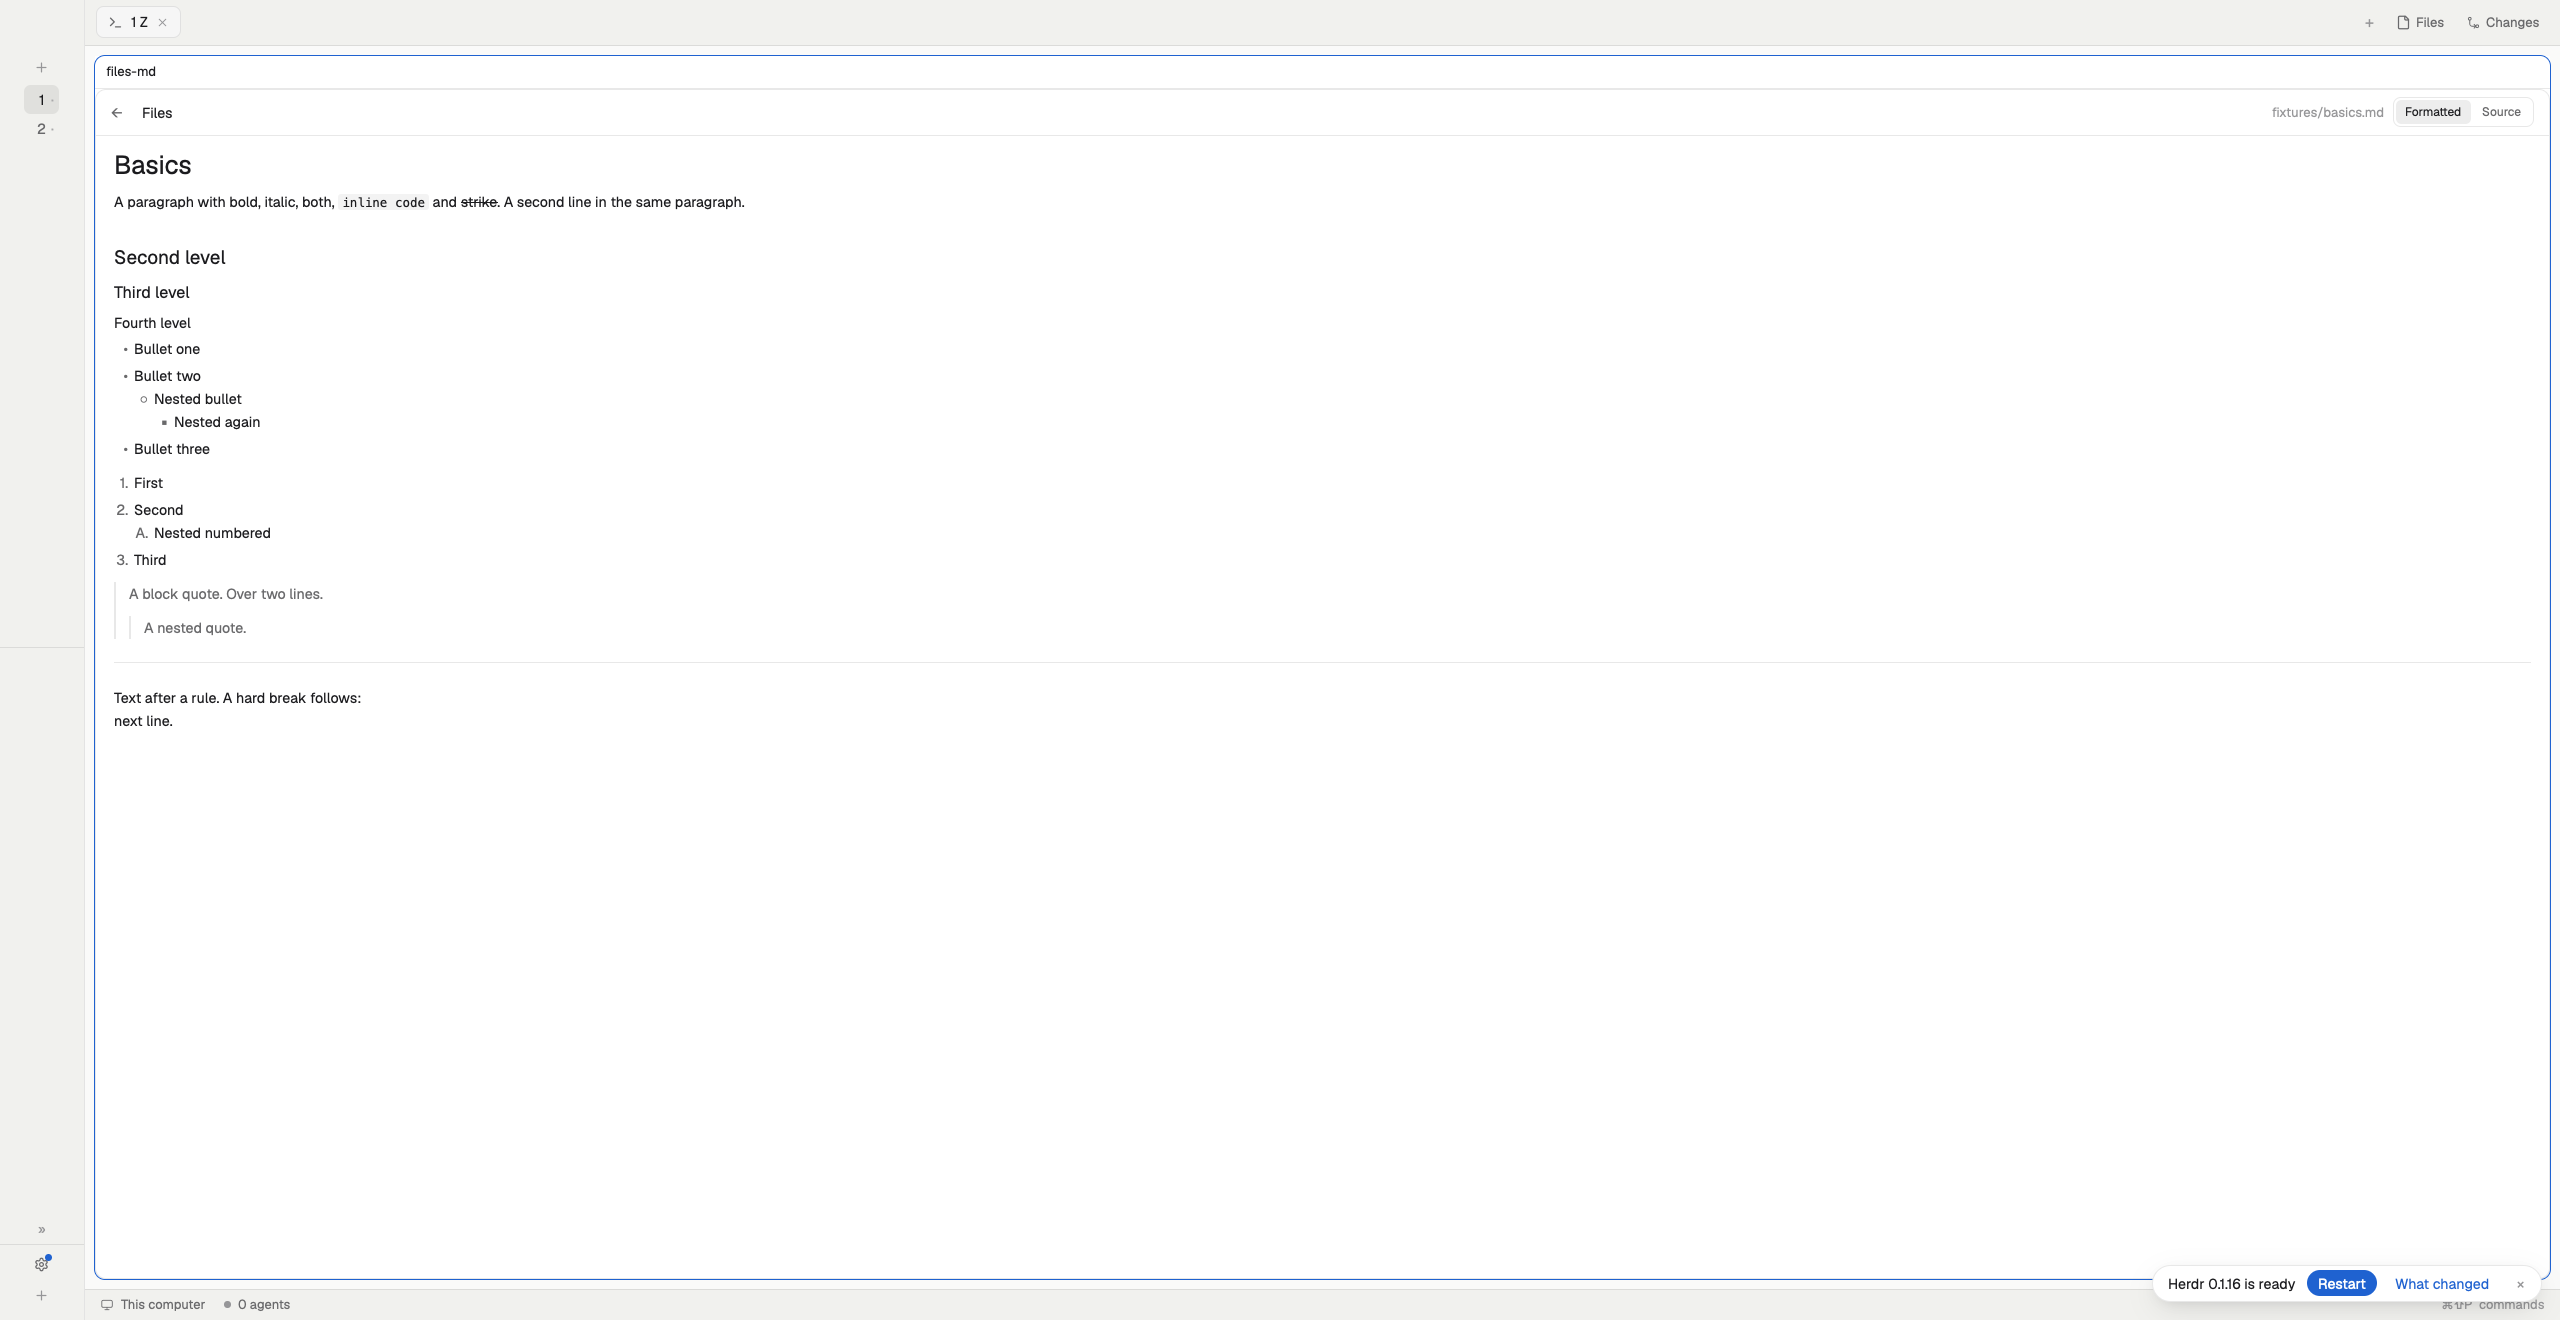 1 Z
Files
Changes
1
2
files-md
Files
fixtures/basics.md
Formatted
Source
Basics
A paragraph with bold, italic, both, inline code and strike. A second line in the same paragraph.
Second level
Third level
Fourth level
• Bullet one
• Bullet two
○ Nested bullet
▪ Nested again
• Bullet three
1. First
2. Second
A. Nested numbered
3. Third
A block quote. Over two lines.
A nested quote.
Text after a rule. A hard break follows:
next line.
Herdr 0.1.16 is ready
Restart
What changed
This computer
0 agents
⌘⇧P commands